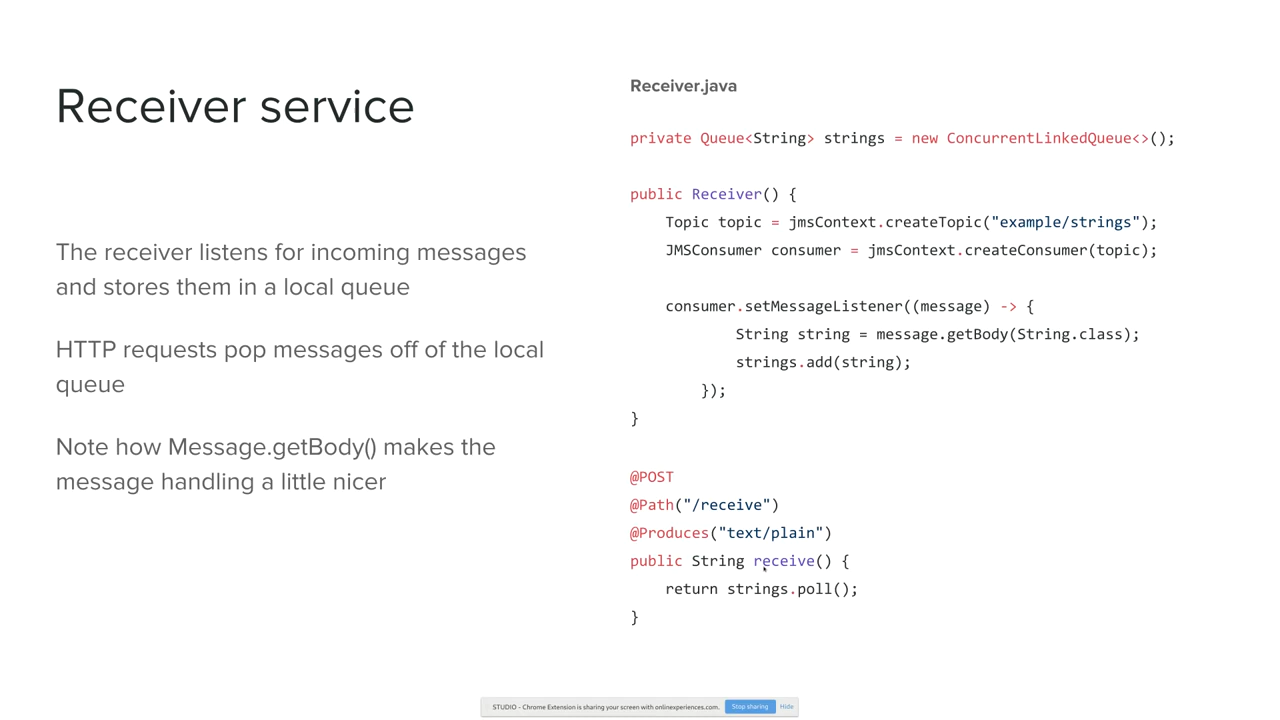 Receiver service
The receiver listens for incoming messages
and stores them in a local queue
HTTP requests pop messages off of the local
queue
Note how Message.getBody() makes the
message handling a little nicer
Receiver.java
private Queue<String> strings = new ConcurrentLinkedQueue<>();
public Receiver() {
    Topic topic = jmsContext.createTopic("example/strings");
    JMSConsumer consumer = jmsContext.createConsumer(topic);
    consumer.setMessageListener((message) -> {
            String string = message.getBody(String.class);
            strings.add(string);
        });
}
@POST
@Path("/receive")
@Produces("text/plain")
public String receive() {
    return strings.poll();
}
STUDIO - Chrome Extension is sharing your screen with onlinexperiences.com. Stop sharing Hide